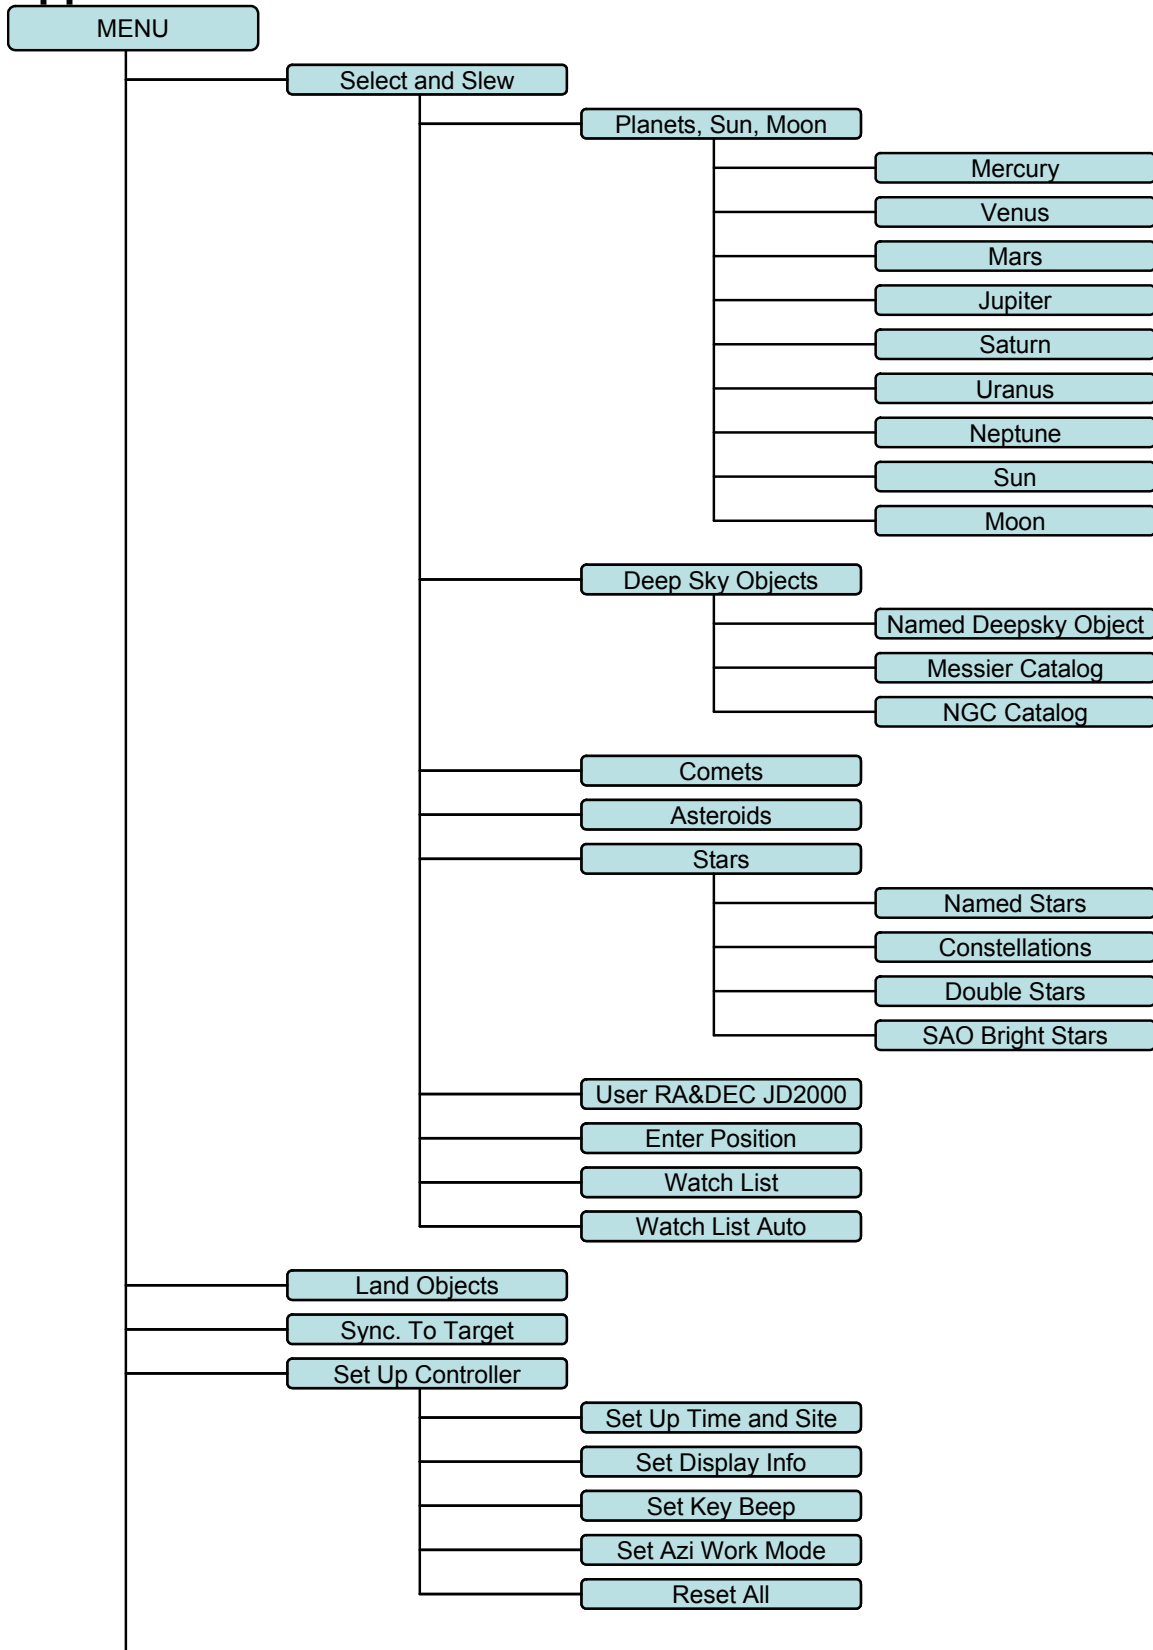 MENU
Select and Slew
Planets, Sun, Moon
Mercury
Venus
Mars
Jupiter
Saturn
Uranus
Neptune
Sun
Moon
Deep Sky Objects
Named Deepsky Object
Messier Catalog
NGC Catalog
Comets
Asteroids
Stars
Named Stars
Constellations
Double Stars
SAO Bright Stars
User RA&DEC JD2000
Enter Position
Watch List
Watch List Auto
Land Objects
Sync. To Target
Set Up Controller
Set Up Time and Site
Set Display Info
Set Key Beep
Set Azi Work Mode
Reset All